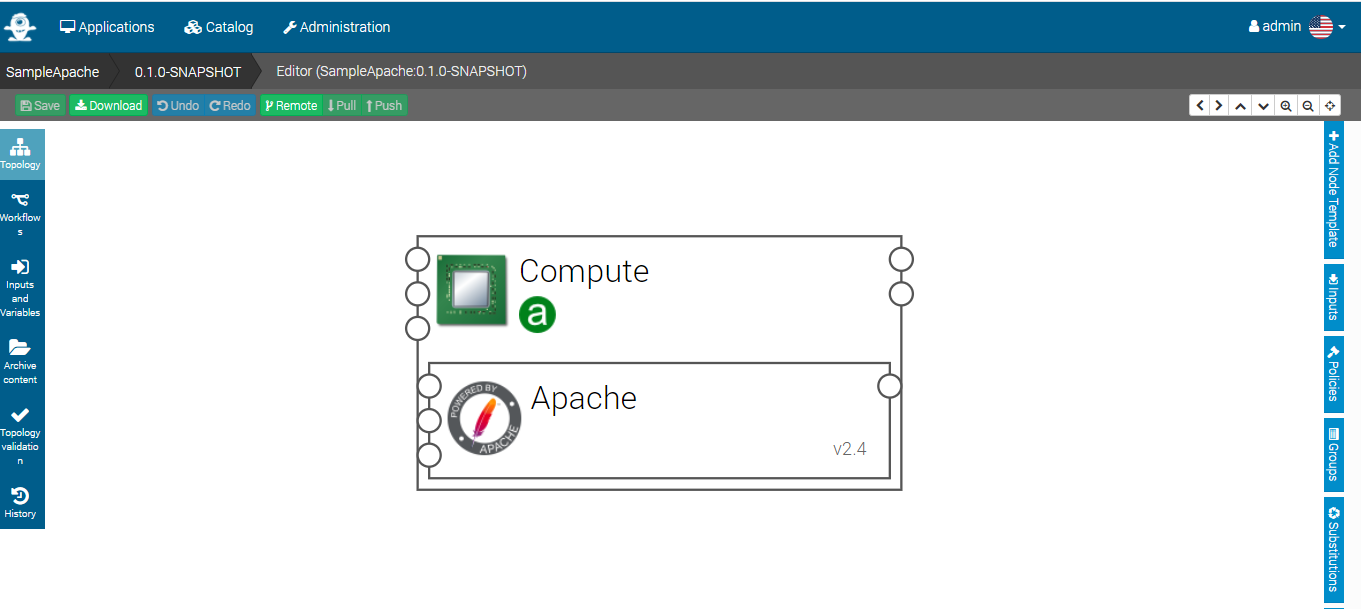 Applications Catalog Administration admin
SampleApache 0.1.0-SNAPSHOT Editor (SampleApache:0.1.0-SNAPSHOT)
Save Download Undo Redo Remote Pull Push
Topology
Workflow
s
Inputs
and
Variables
Archive
content
Topology
validatio
n
History
Compute
a
POWERED BY
APACHE
Apache
v2.4
Add Node Template
Inputs
Policies
Groups
Substitutions